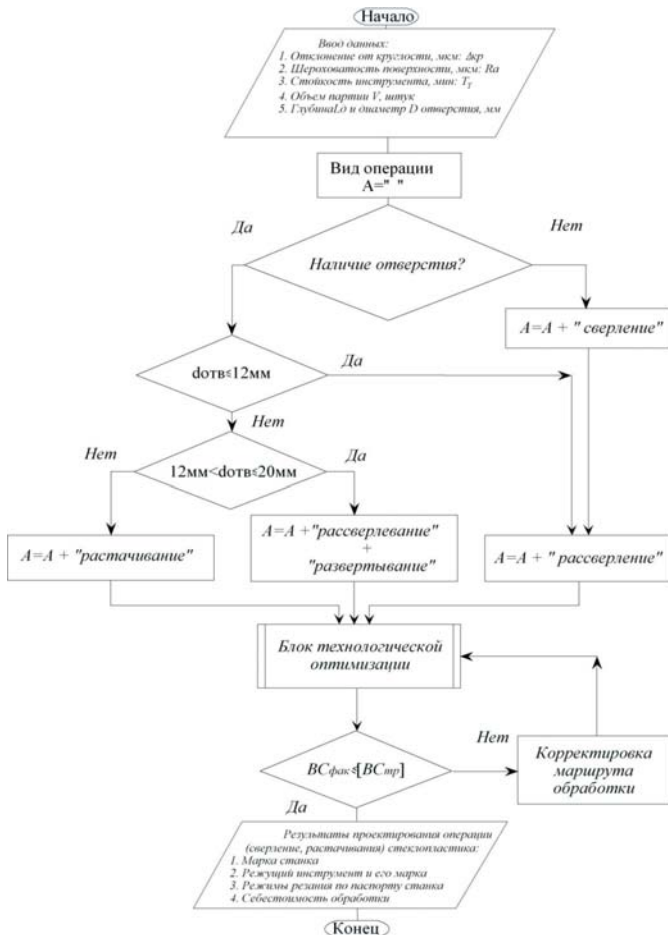 Начало
Ввод данных:
1. Отклонение от круглости, мкм: Δкр
2. Шероховатость поверхности, мкм: Ra
3. Стойкость инструмента, мин: Tт
4. Объем партии V, штук
5. ГлубинаLo и диаметр D отверстия, мм
Вид операции
A=" "
Да
Нет
Наличие отверстия?
A=A + " сверление"
dотв≤12мм
Да
Нет
Нет
12мм<dотв≤20мм
Да
A=A + "растачивание"
A=A +"рассверлевание"
+
"развертывание"
A=A + " рассверление"
Блок технологической
оптимизации
BCфак≤[BCтр]
Нет
Корректировка
маршрута
обработки
Да
Результаты проектирования операции
(сверление, растачивания) стеклопластика:
1. Марка станка
2. Режущий инструмент и его марка
3. Режимы резания по паспорту станка
4. Себестоимость обработки
Конец